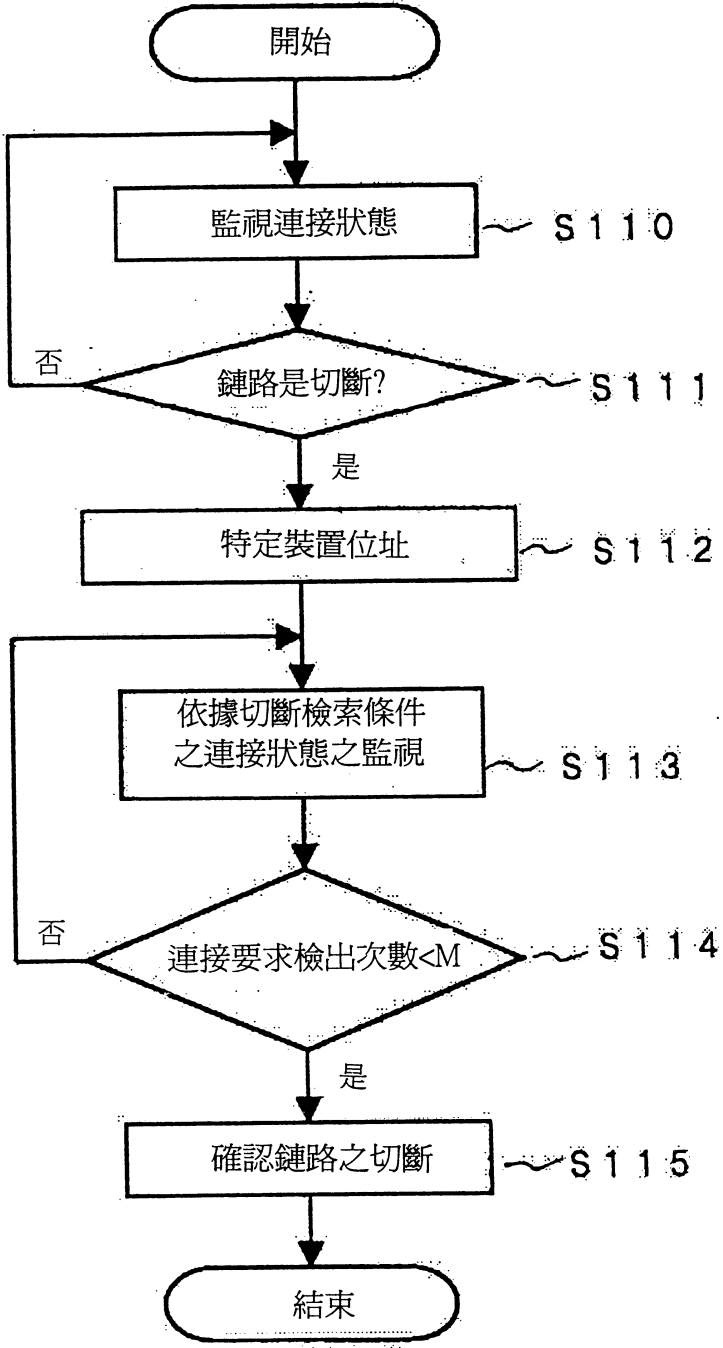 開始
監視連接狀態
S110
鏈路是切斷?
S111
否
是
特定裝置位址
S112
依據切斷檢索條件
之連接狀態之監視
S113
連接要求檢出次數<M
S114
否
是
確認鏈路之切斷
S115
結束